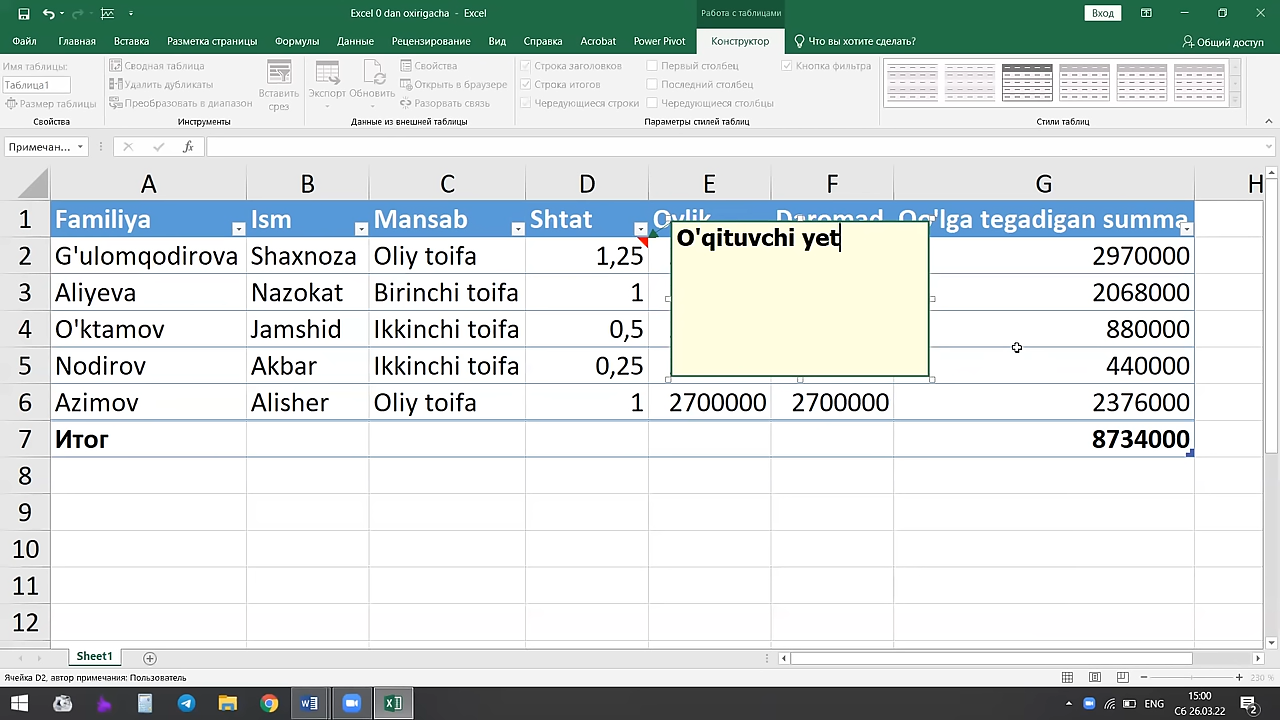 Excel 0 dan oxirigacha - Excel
Работа с таблицами
Вход
Файл Главная Вставка Разметка страницы Формулы Данные Рецензирование Вид Справка Acrobat Power Pivot Конструктор Что вы хотите сделать? Общий доступ
Имя таблицы:
Таблица1
Размер таблицы
Свойства
Сводная таблица
Удалить дубл
Преобразова
Вставить
срез
Инструменты
Экспорт
Обновить
Свойства
Открыть в браузере
Разорвать связь
Данные из внешней таблицы
Строка заголовков
Строка итогов
Чередующиеся строки
Первый столбец
Последний столбец
Чередующиеся столбцы
Кнопка фильтра
Параметры стилей таблиц
Стили таблиц
Примечан... fx
A B C D E F G H
1 Familiya Ism Mansab Shtat Oylik Daromad Qo'lga tegadigan summa
2 G'ulomqodirova Shaxnoza Oliy toifa 1,25 2970000
3 Aliyeva Nazokat Birinchi toifa 1 2068000
4 O'ktamov Jamshid Ikkinchi toifa 0,5 880000
5 Nodirov Akbar Ikkinchi toifa 0,25 440000
6 Azimov Alisher Oliy toifa 1 2700000 2700000 2376000
7 Итог 8734000
8
9
10
11
12
O'qituvchi yet
Sheet1
Ячейка D2, автор примечания: Пользователь
230 %
ENG
15:00
Сб 26.03.22
2